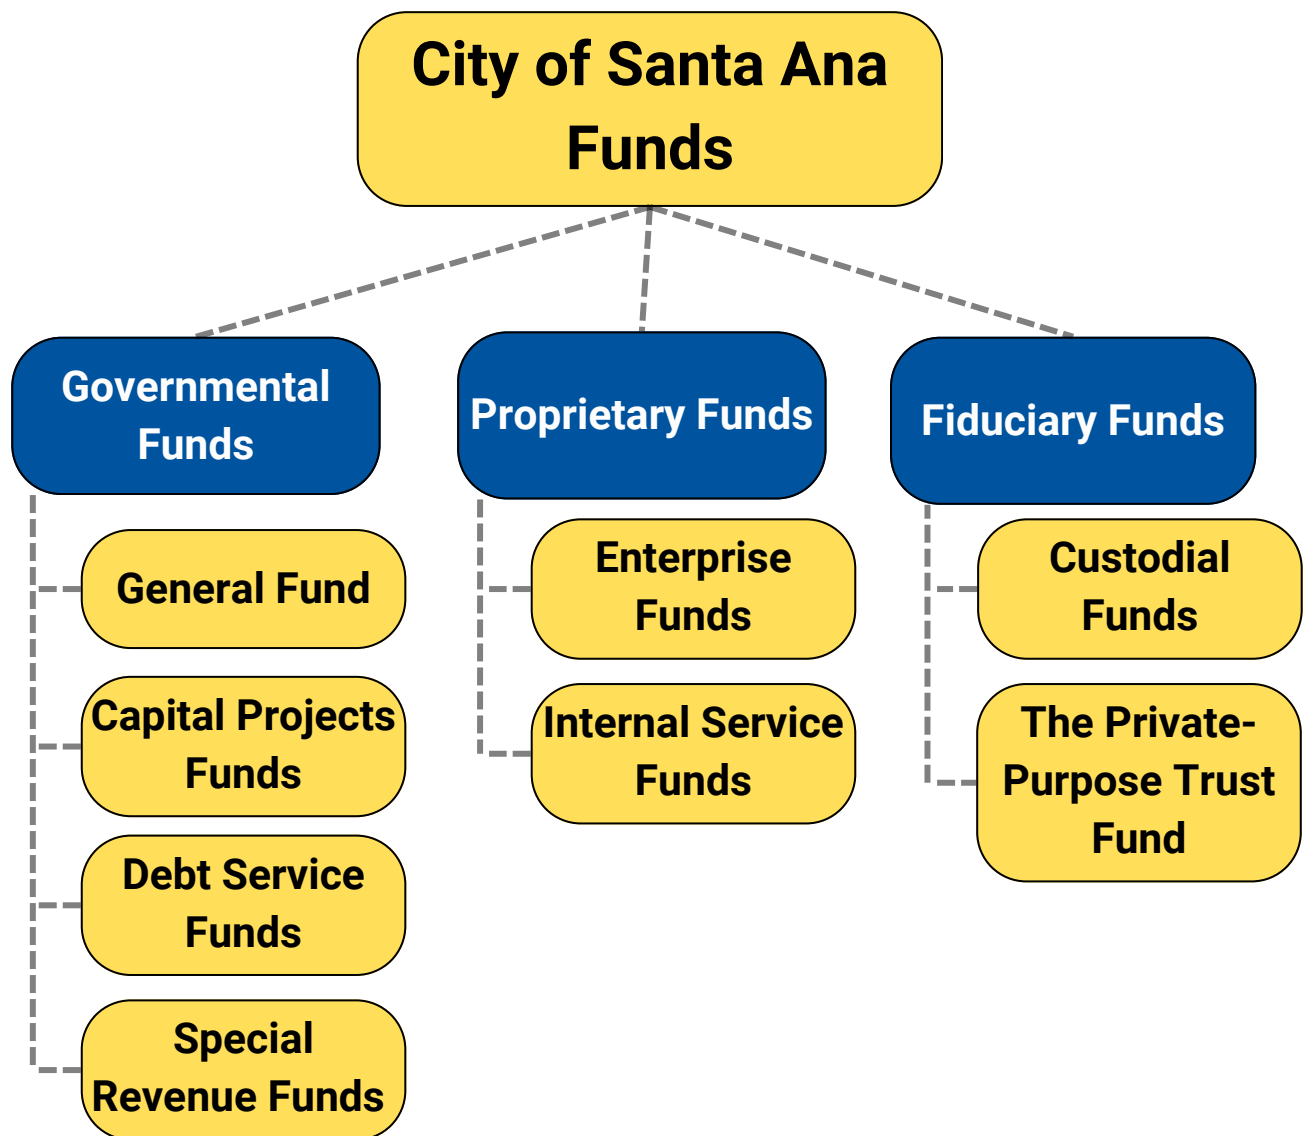 City of Santa Ana
Funds
Governmental
Funds
General Fund
Capital Projects
Funds
Debt Service
Funds
Special
Revenue Funds
Proprietary Funds
Enterprise
Funds
Internal Service
Funds
Fiduciary Funds
Custodial
Funds
The Private-
Purpose Trust
Fund